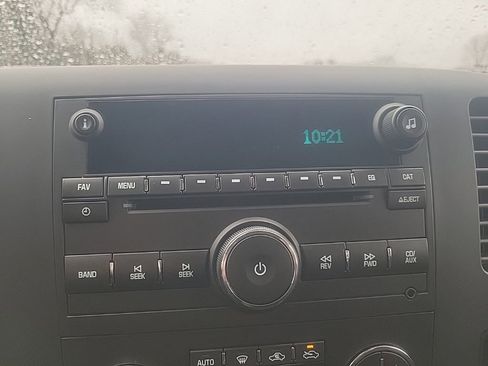 i
10:21
FAV MENU EQ CAT
EJECT
BAND SEEK SEEK REV FWD CD/AUX
AUTO